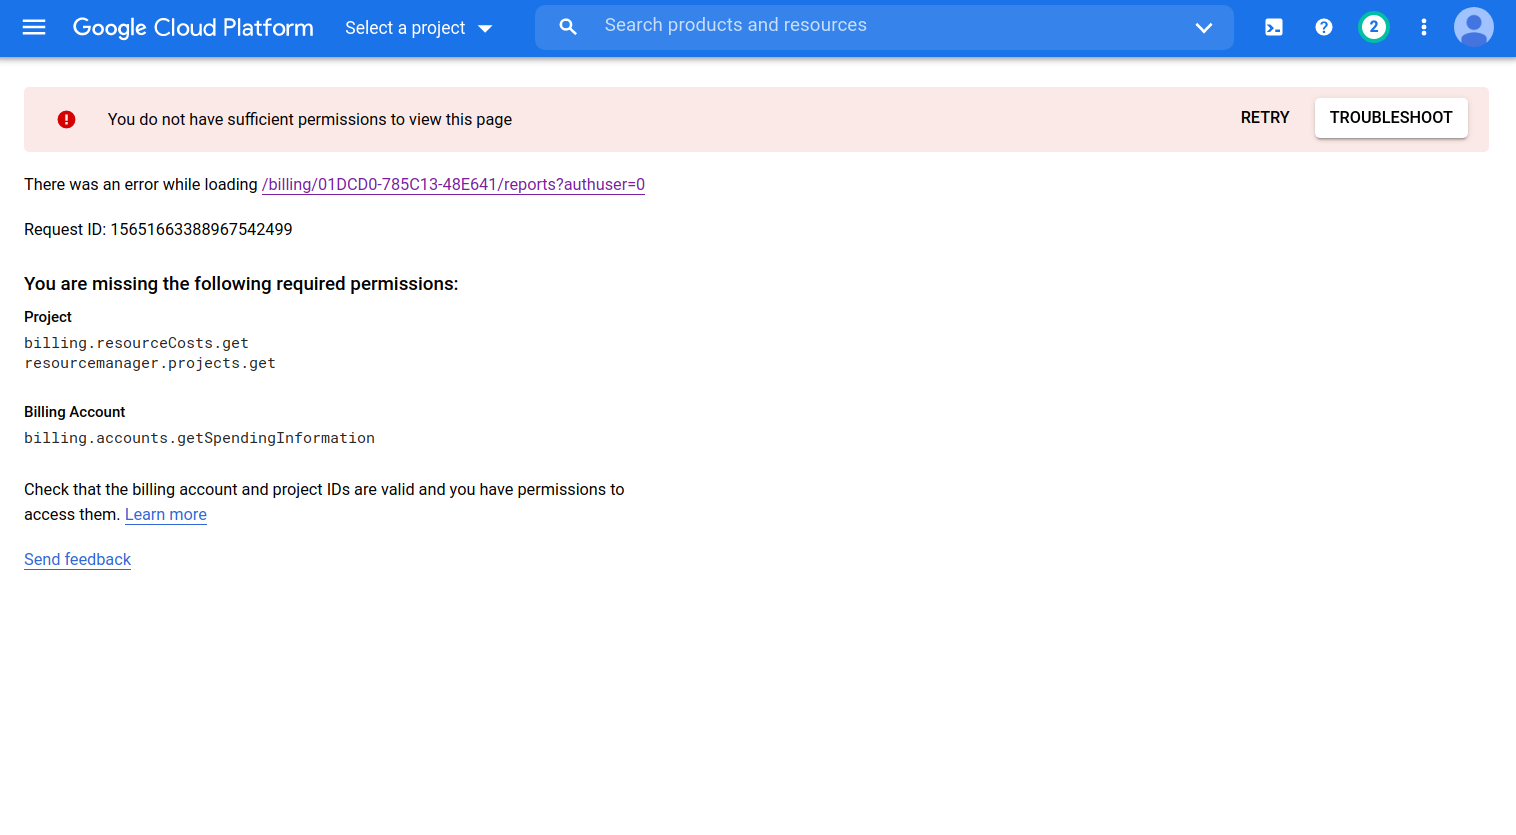 Google Cloud Platform
Select a project
Search products and resources
2
You do not have sufficient permissions to view this page
RETRY
TROUBLESHOOT
There was an error while loading /billing/01DCD0-785C13-48E641/reports?authuser=0
Request ID: 15651663388967542499
You are missing the following required permissions:
Project
billing.resourceCosts.get
resourcemanager.projects.get
Billing Account
billing.accounts.getSpendingInformation
Check that the billing account and project IDs are valid and you have permissions to
access them. Learn more
Send feedback